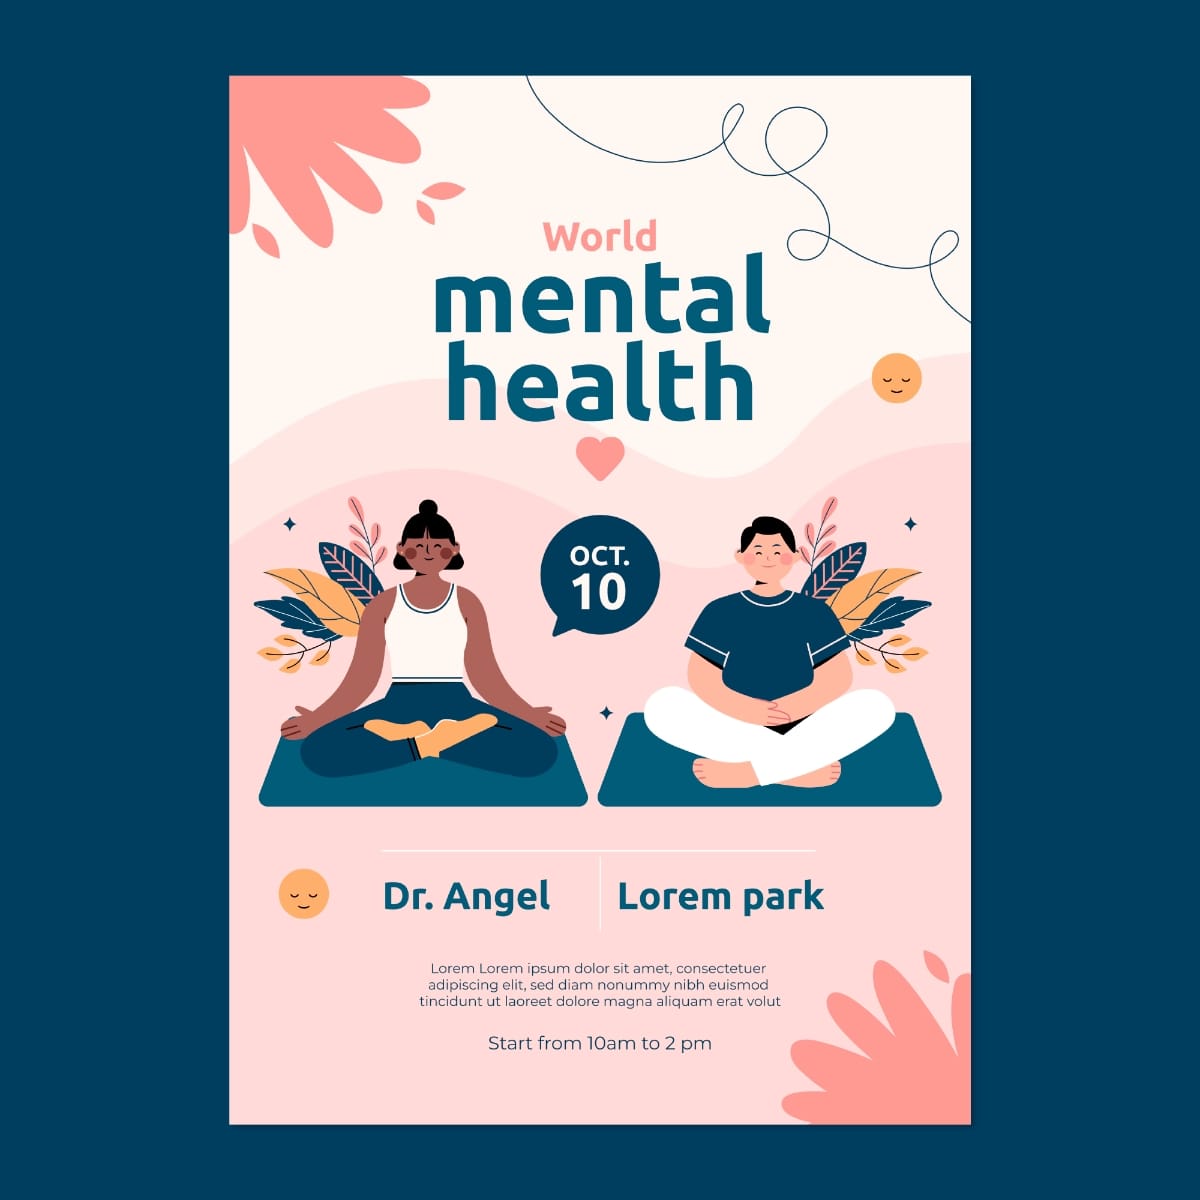 World
mental
health
OCT.
10
Dr. Angel
Lorem park
Lorem Lorem ipsum dolor sit amet, consectetuer
adipiscing elit, sed diam nonummy nibh euismod
tincidunt ut laoreet dolore magna aliquam erat volut
Start from 10am to 2 pm